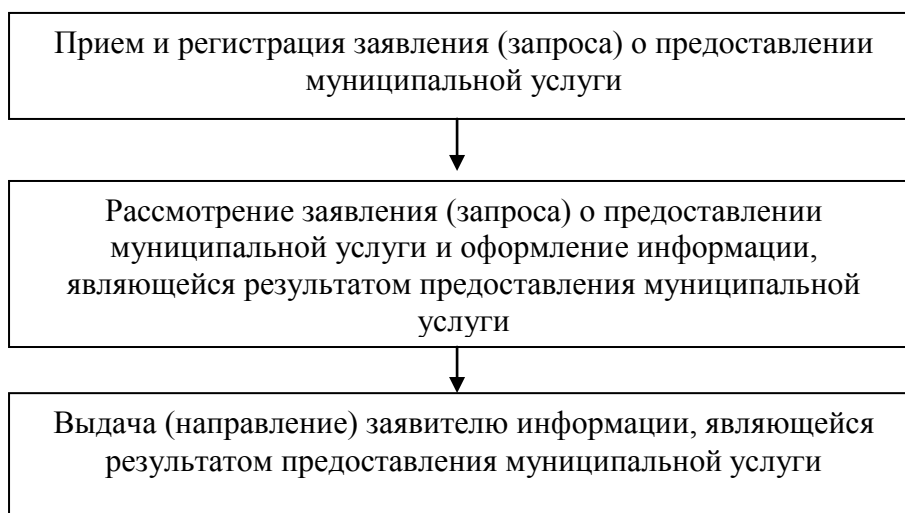 Прием и регистрация заявления (запроса) о предоставлении
муниципальной услуги
Рассмотрение заявления (запроса) о предоставлении
муниципальной услуги и оформление информации,
являющейся результатом предоставления муниципальной
услуги
Выдача (направление) заявителю информации, являющейся
результатом предоставления муниципальной услуги